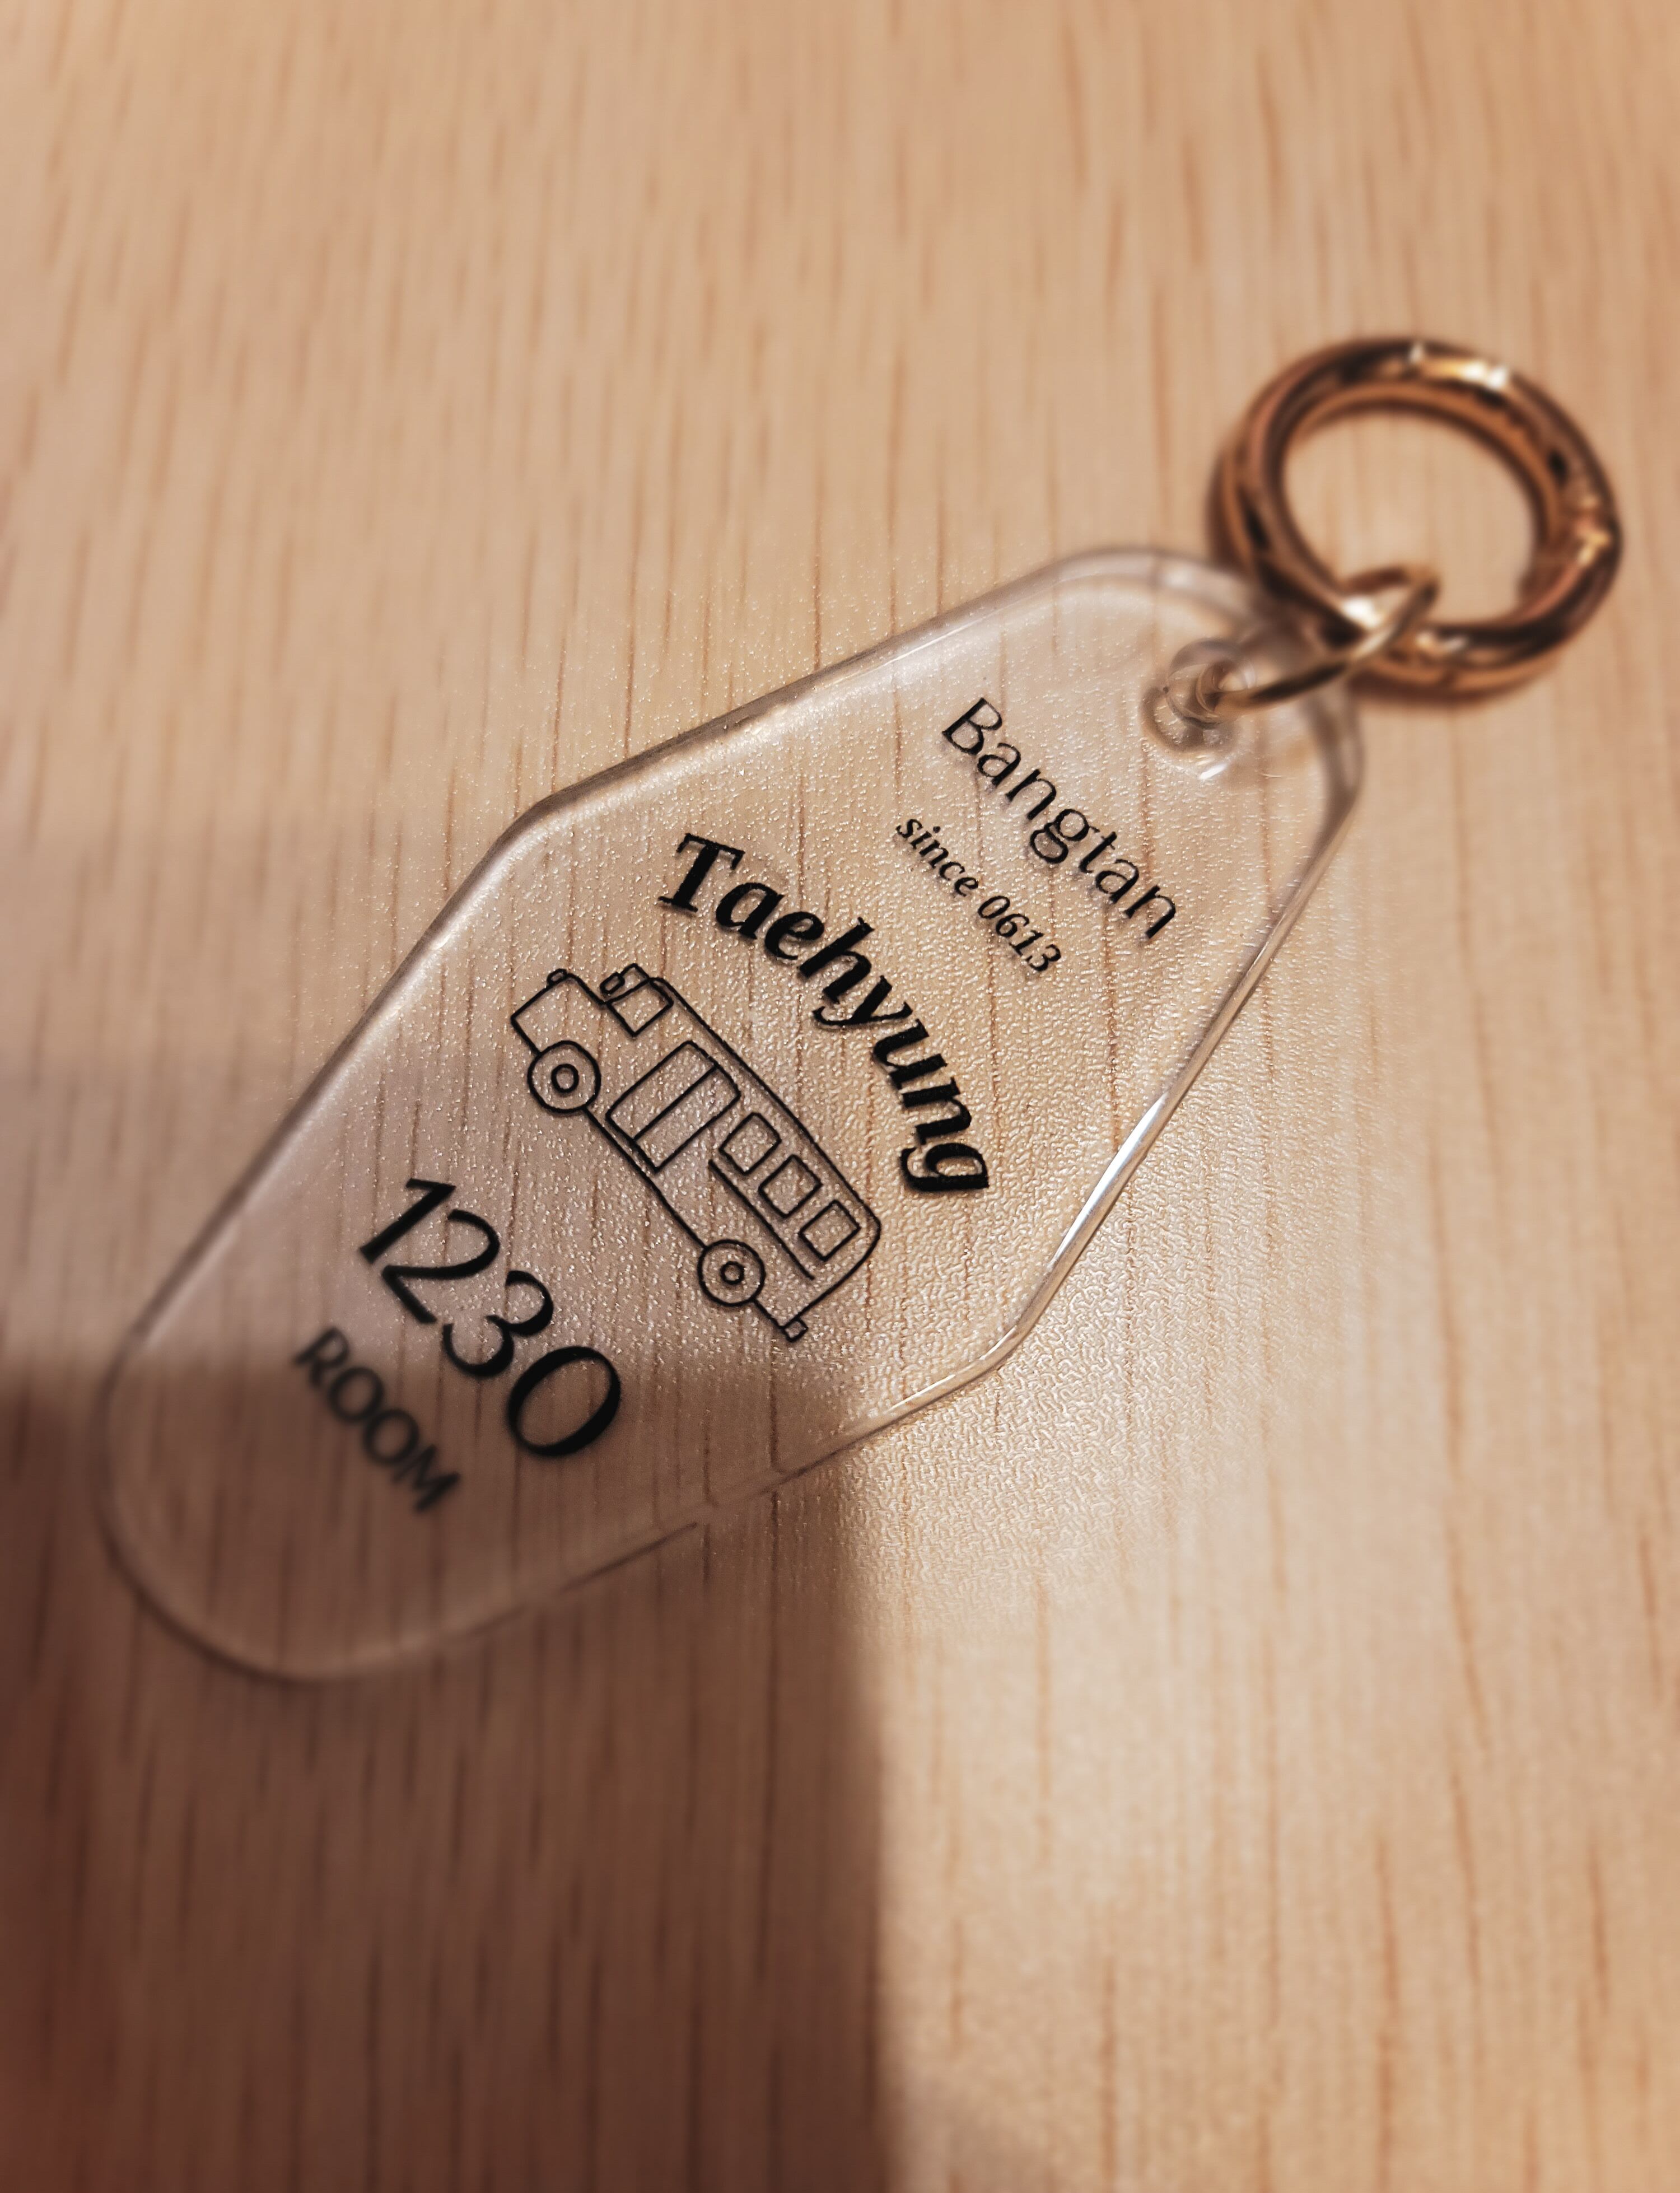 Bangtan
since 0613
Taehyung
1230
ROOM